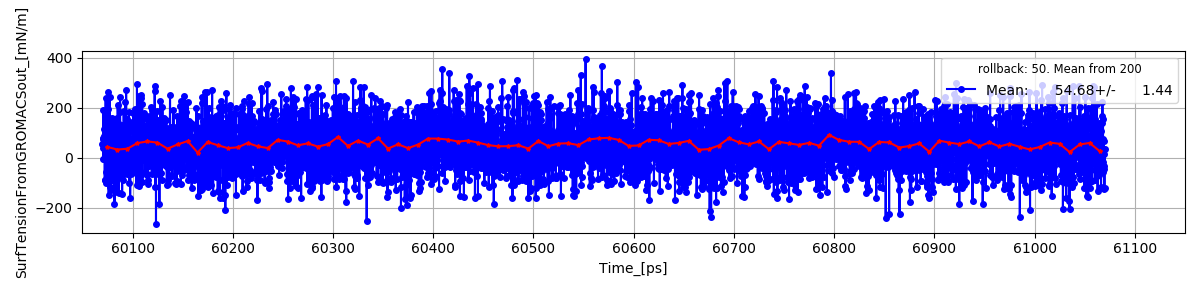 SurfTensionFromGROMACSout_[mN/m]
400
200
0
−200
rollback: 50. Mean from 200
Mean: 54.68+/- 1.44
60100 60200 60300 60400 60500 60600 60700 60800 60900 61000 61100
Time_[ps]